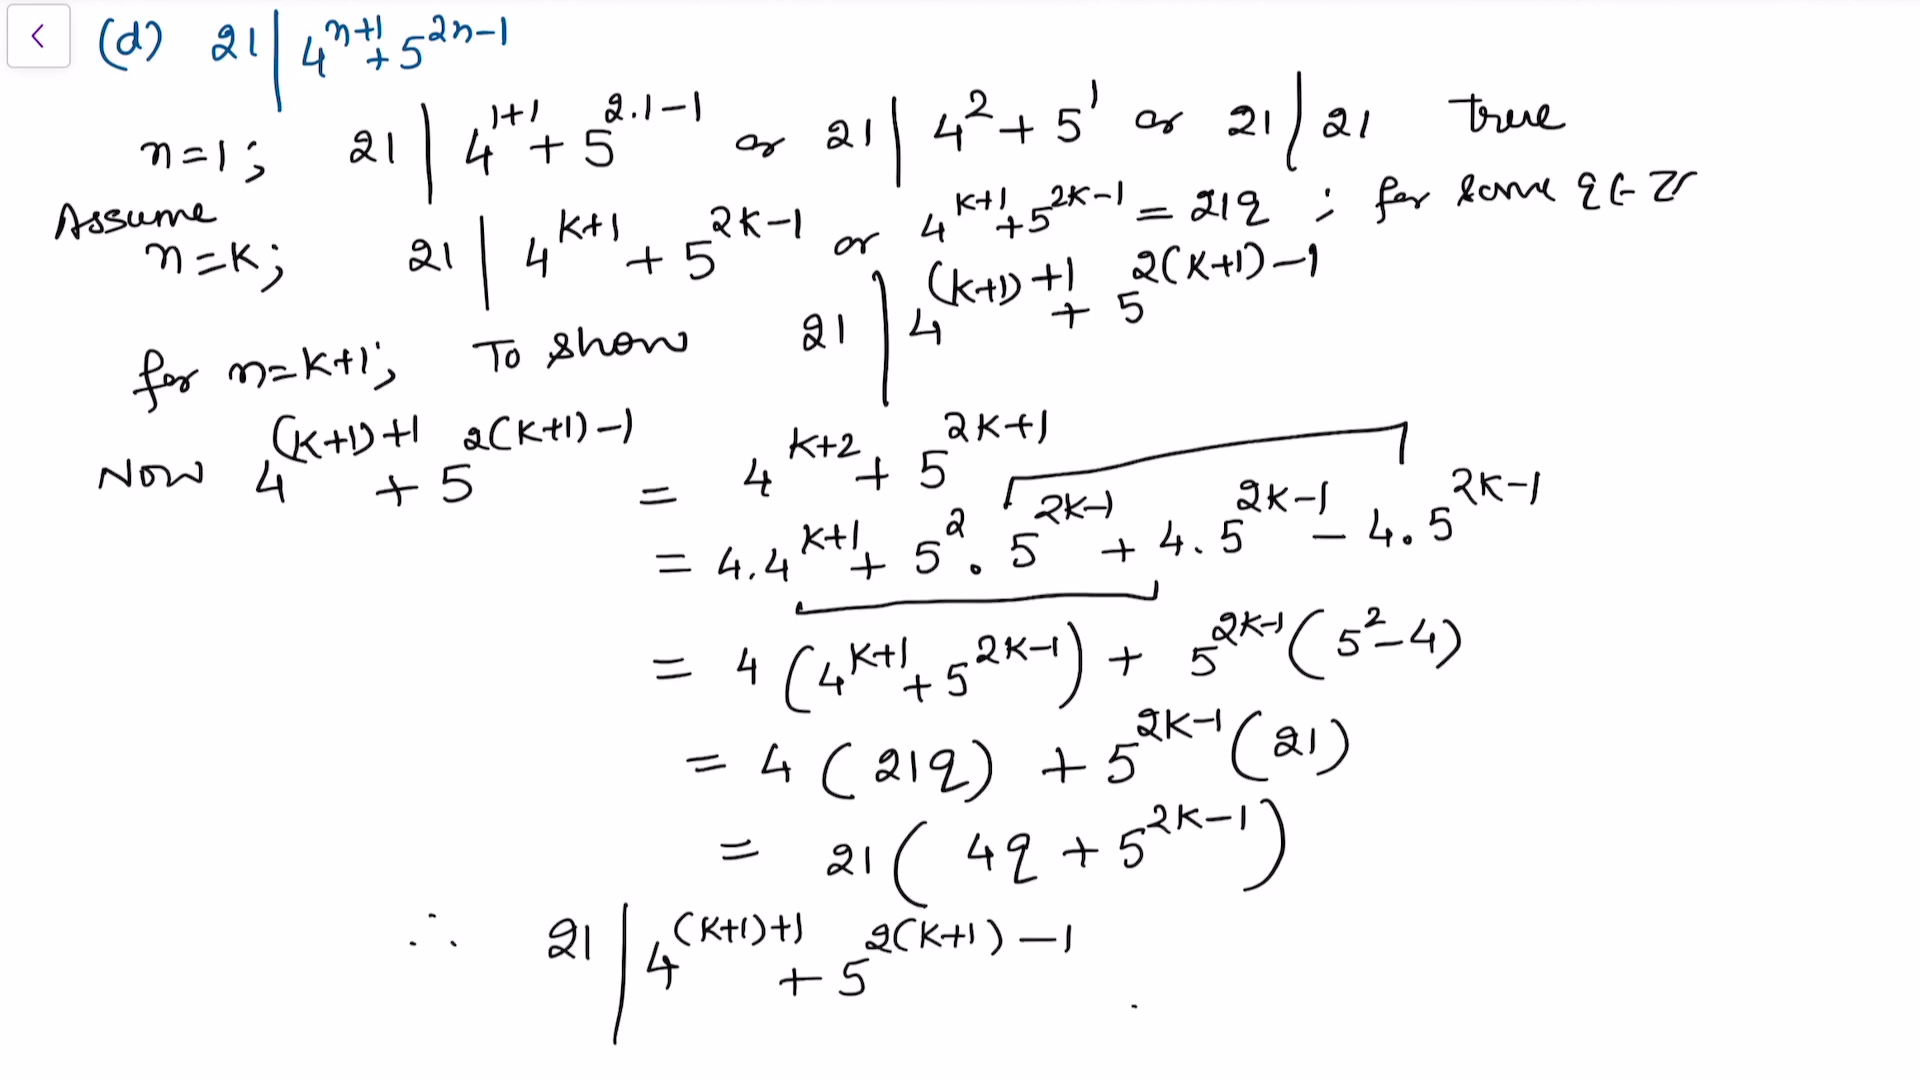 (d) 21 | 4^{n+1} + 5^{2n-1}
n=1; 21 | 4^{1+1} + 5^{2.1-1} or 21 | 4^2 + 5^1 or 21 | 21 true
Assume
n=k; 21 | 4^{k+1} + 5^{2k-1} or 4^{k+1} + 5^{2k-1} = 21q ; for some q ∈ Z
for n=k+1; To show 21 | 4^{(k+1)+1} + 5^{2(k+1)-1}
Now 4^{(k+1)+1} + 5^{2(k+1)-1} = 4^{k+2} + 5^{2k+1}
= 4.4^{k+1} + 5^2 . 5^{2k-1} + 4.5^{2k-1} - 4.5^{2k-1}
= 4 (4^{k+1} + 5^{2k-1}) + 5^{2k-1} (5^2-4)
= 4 (21q) + 5^{2k-1} (21)
= 21 (4q + 5^{2k-1})
∴ 21 | 4^{(k+1)+1} + 5^{2(k+1)-1}